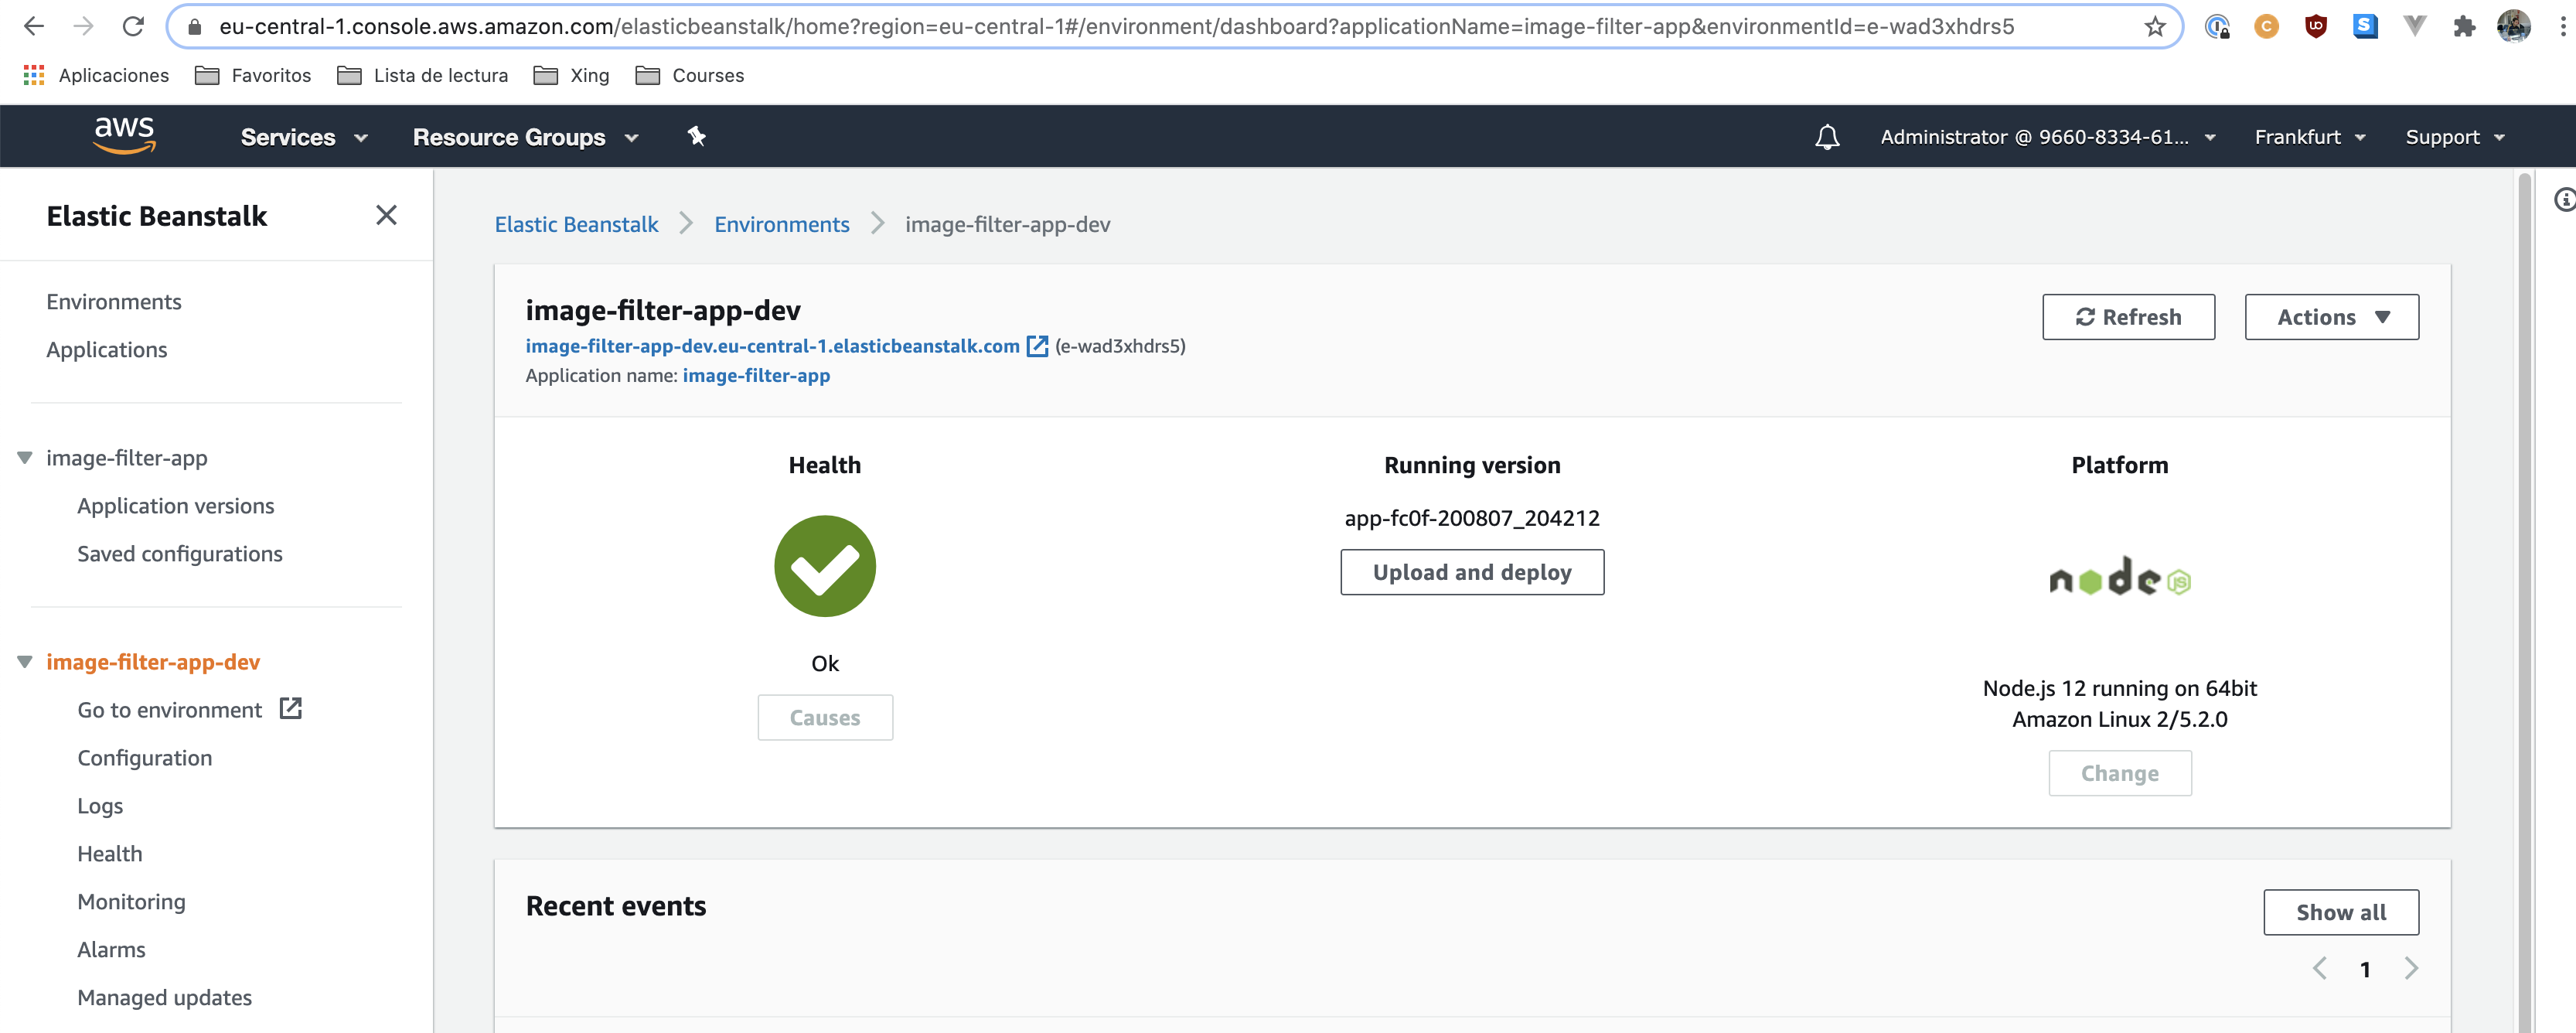 eu-central-1.console.aws.amazon.com/elasticbeanstalk/home?region=eu-central-1#/environment/dashboard?applicationName=image-filter-app&environmentId=e-wad3xhdrs5
Aplicaciones Favoritos Lista de lectura Xing Courses
aws Services Resource Groups Administrator @ 9660-8334-61... Frankfurt Support
Elastic Beanstalk
Environments
Applications
image-filter-app
Application versions
Saved configurations
image-filter-app-dev
Go to environment
Configuration
Logs
Health
Monitoring
Alarms
Managed updates
Elastic Beanstalk > Environments > image-filter-app-dev
image-filter-app-dev
image-filter-app-dev.eu-central-1.elasticbeanstalk.com (e-wad3xhdrs5)
Application name: image-filter-app
Refresh Actions
Health
Ok
Causes
Running version
app-fc0f-200807_204212
Upload and deploy
Platform
node JS
Node.js 12 running on 64bit
Amazon Linux 2/5.2.0
Change
Recent events
Show all
1